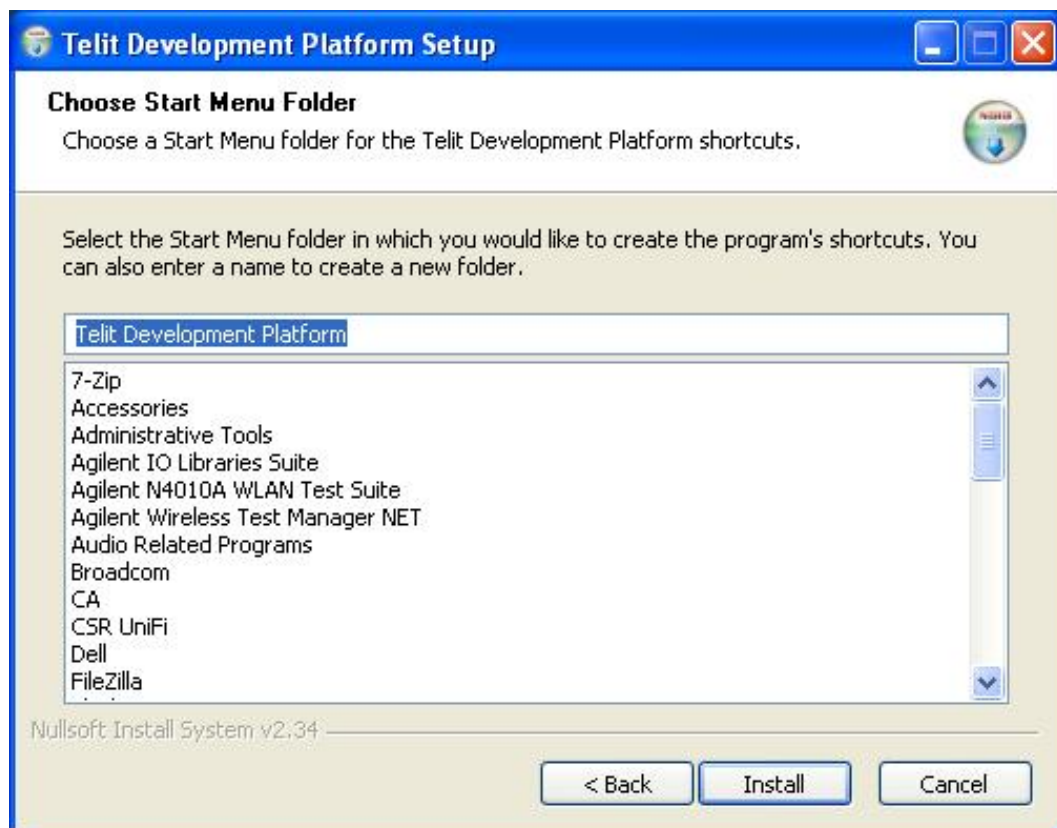 Telit Development Platform Setup
Choose Start Menu Folder
Choose a Start Menu folder for the Telit Development Platform shortcuts.
Select the Start Menu folder in which you would like to create the program's shortcuts. You
can also enter a name to create a new folder.
Telit Development Platform
7-Zip
Accessories
Administrative Tools
Agilent IO Libraries Suite
Agilent N4010A WLAN Test Suite
Agilent Wireless Test Manager NET
Audio Related Programs
Broadcom
CA
CSR UniFi
Dell
FileZilla
Nullsoft Install System v2.34
< Back
Install
Cancel